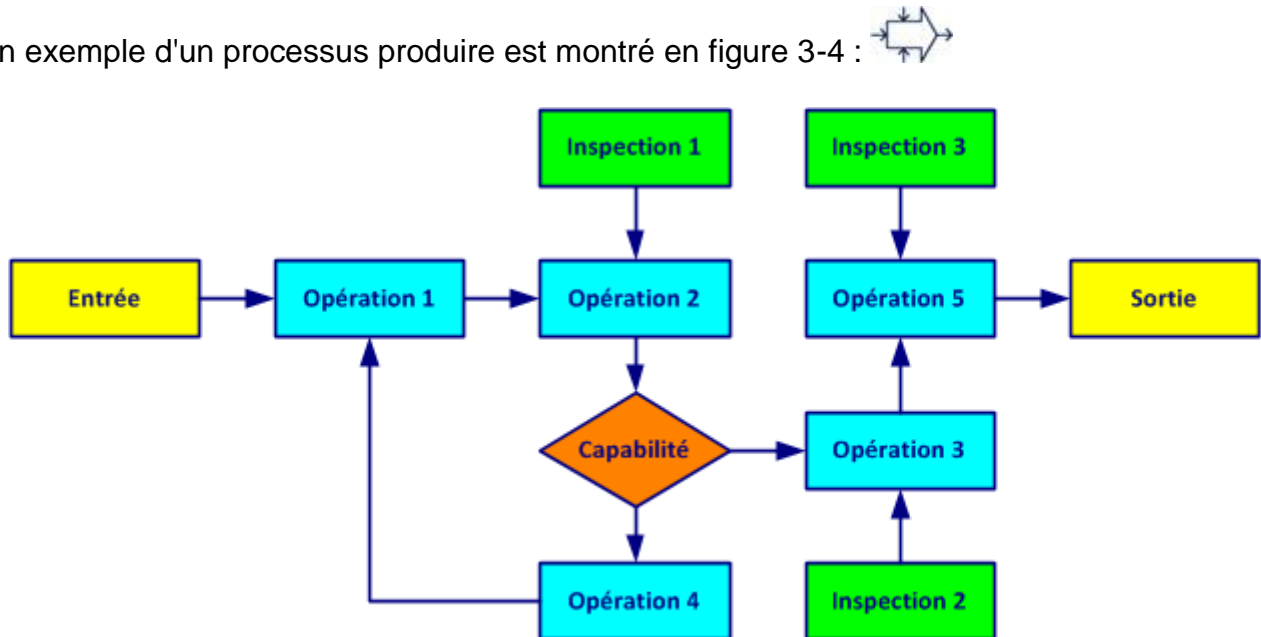 n exemple d'un processus produire est montré en figure 3-4 :
Inspection 1
Inspection 3
Entrée
Opération 1
Opération 2
Opération 5
Sortie
Capabilité
Opération 3
Opération 4
Inspection 2